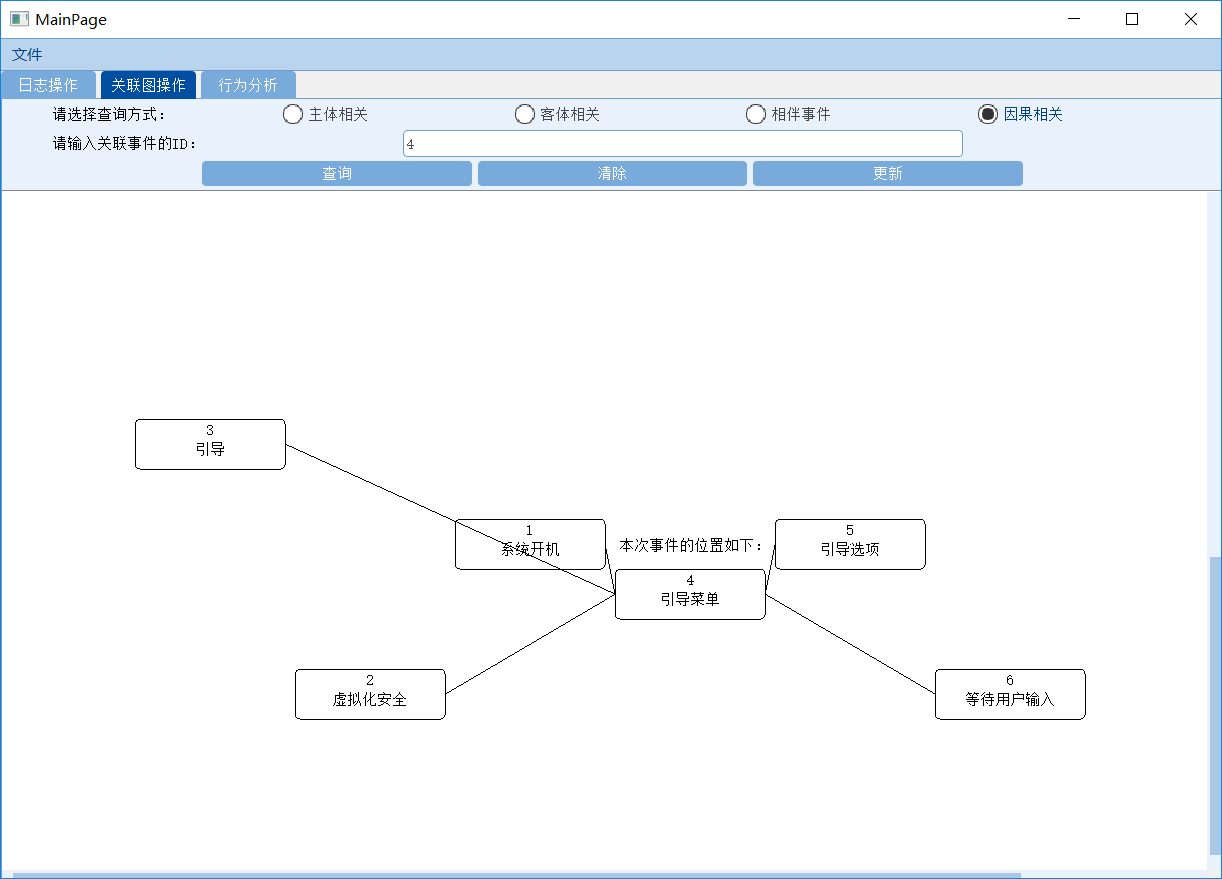 MainPage
文件
日志操作 关联图操作 行为分析
请选择查询方式： 主体相关 客体相关 相伴事件 因果相关
请输入关联事件的ID： 4
查询 清除 更新
3
引导
1
系统开机
本次事件的位置如下：
5
引导选项
4
引导菜单
2
虚拟化安全
6
等待用户输入